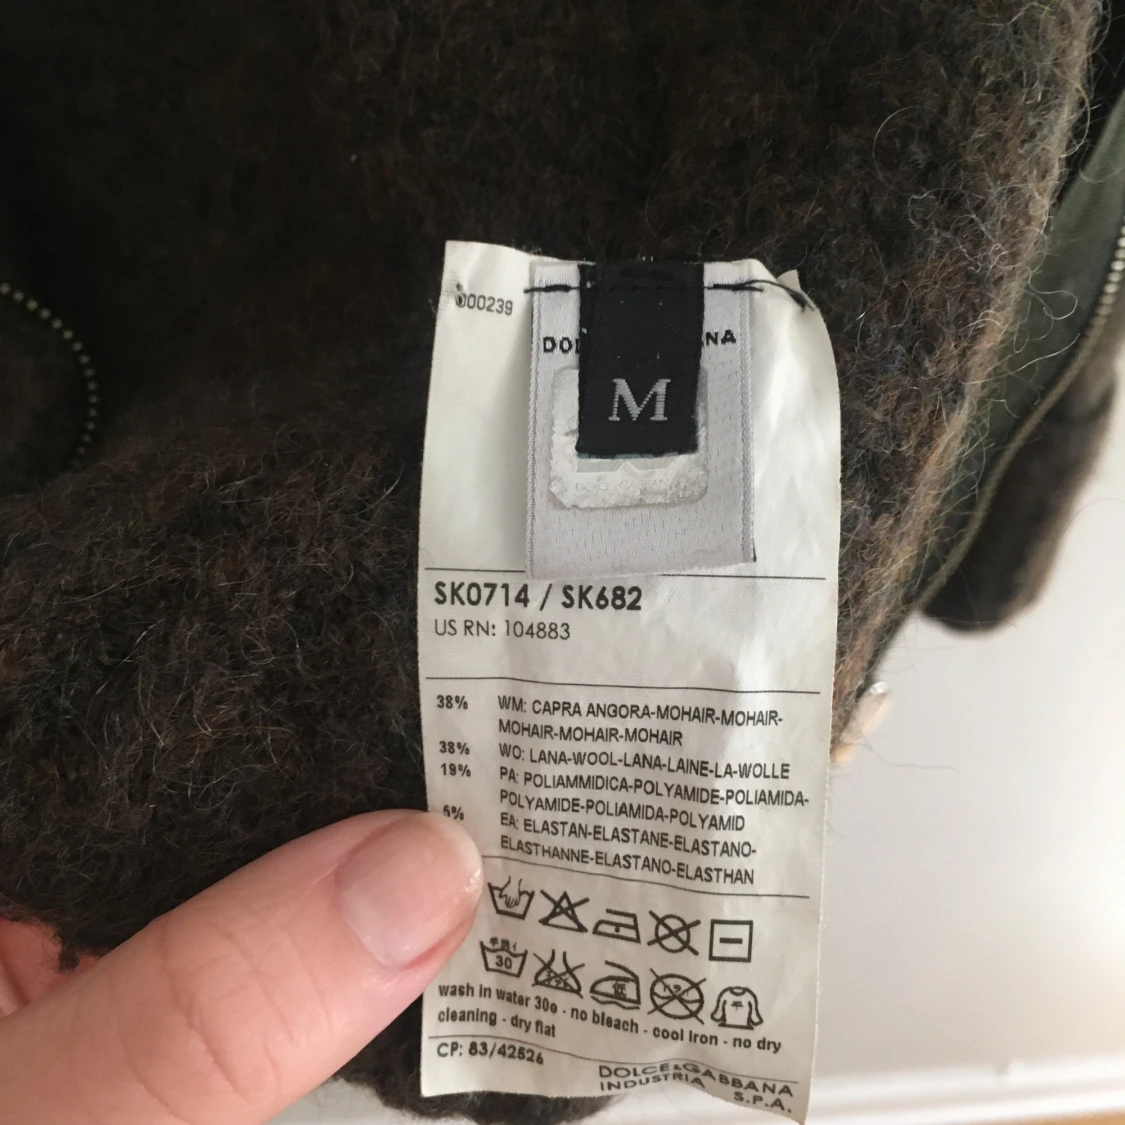 000239
M
DOLCE & GABBANA
SK0714 / SK682
US RN: 104883
38% WM: CAPRA ANGORA-MOHAIR-MOHAIR-
MOHAIR-MOHAIR-MOHAIR
38% WO: LANA-WOOL-LANA-LAINE-LA-WOLLE
19% PA: POLIAMMIDICA-POLYAMIDE-POLIAMIDA-
POLYAMIDE-POLIAMIDA-POLYAMID
5% EA: ELASTAN-ELASTANE-ELASTANO-
ELASTHANNE-ELASTANO-ELASTHAN
30
低
wash in water 30e - no bleach - cool iron - no dry
cleaning - dry flat
CP: 83/42526
DOLCE&GABBANA
INDUSTRIA
S.P.A.